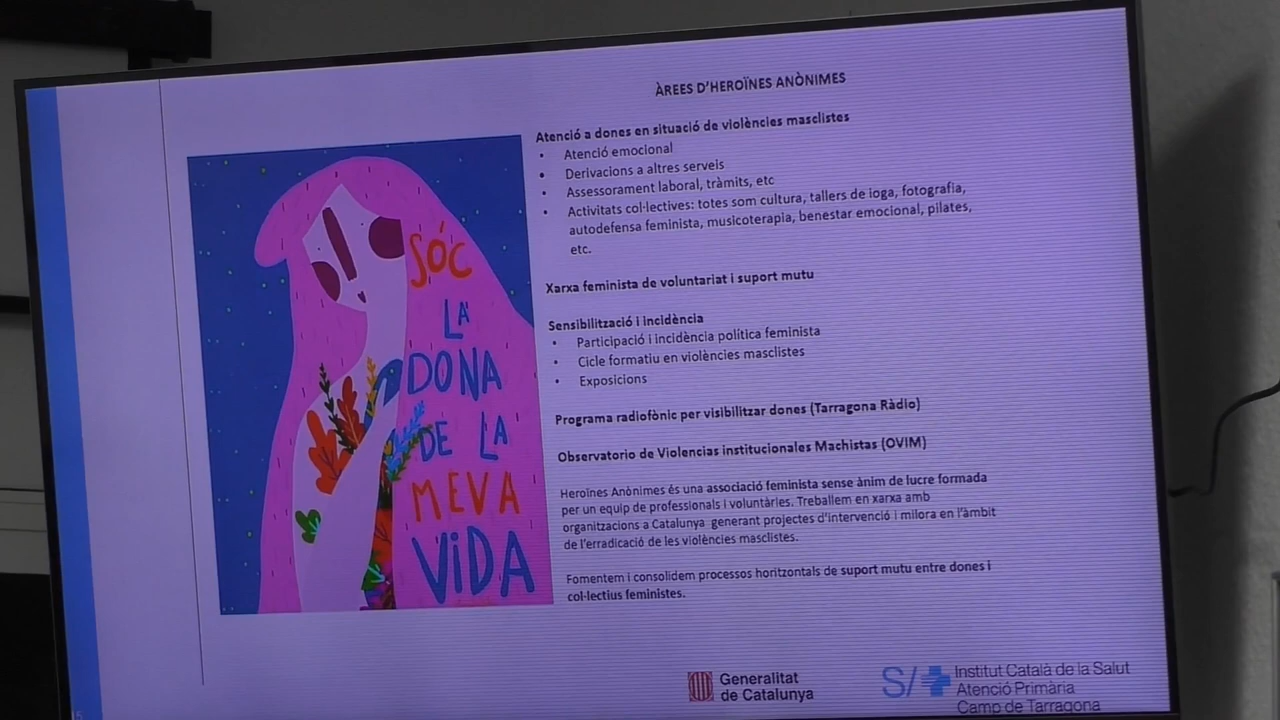 ÀREES D'HEROÏNES ANÒNIMES
Atenció a dones en situació de violències masclistes
• Atenció emocional
• Derivacions a altres serveis
• Assessorament laboral, tràmits, etc
• Activitats col·lectives: totes som cultura, tallers de ioga, fotografia,
autodefensa feminista, musicoterapia, benestar emocional, pilates,
etc.
Xarxa feminista de voluntariat i suport mutu
Sensibilització i incidència
• Participació i incidència política feminista
• Cicle formatiu en violències masclistes
• Exposicions
Programa radiofònic per visibilitzar dones (Tarragona Ràdio)
Observatorio de Violencias institucionales Machistas (OVIM)
Heroïnes Anònimes és una associació feminista sense ànim de lucre formada
per un equip de professionals i voluntàries. Treballem en xarxa amb
organitzacions a Catalunya generant projectes d'intervenció i milora en l'àmbit
de l'erradicació de les violències masclistes.
Fomentem i consolidem processos horitzontals de suport mutu entre dones i
col·lectius feministes.
SÓC
LA
DONA
DE LA
MEVA
ViDA
Generalitat
de Catalunya
S/
Institut Català de la Salut
Atenció Primària
Camp de Tarragona